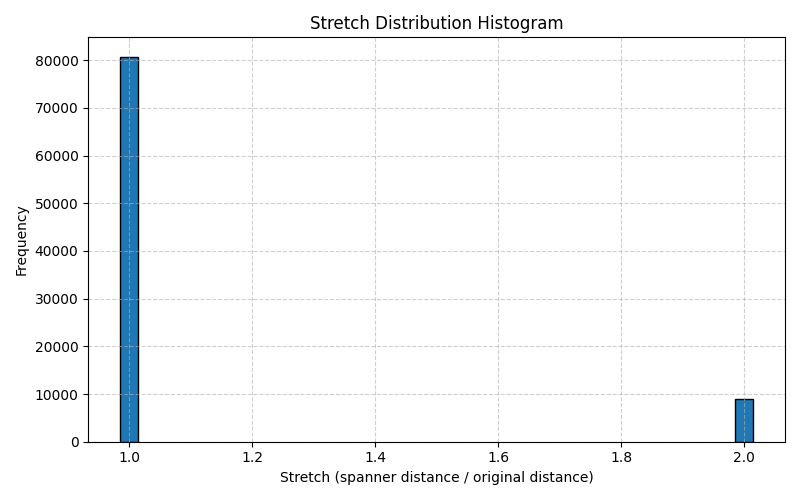 Stretch Distribution Histogram
Frequency
80000
70000
60000
50000
40000
30000
20000
10000
0
1.0 1.2 1.4 1.6 1.8 2.0
Stretch (spanner distance / original distance)